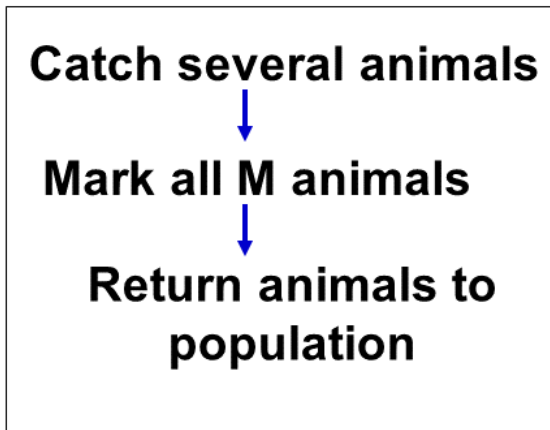 Catch several animals
Mark all M animals
Return animals to
population